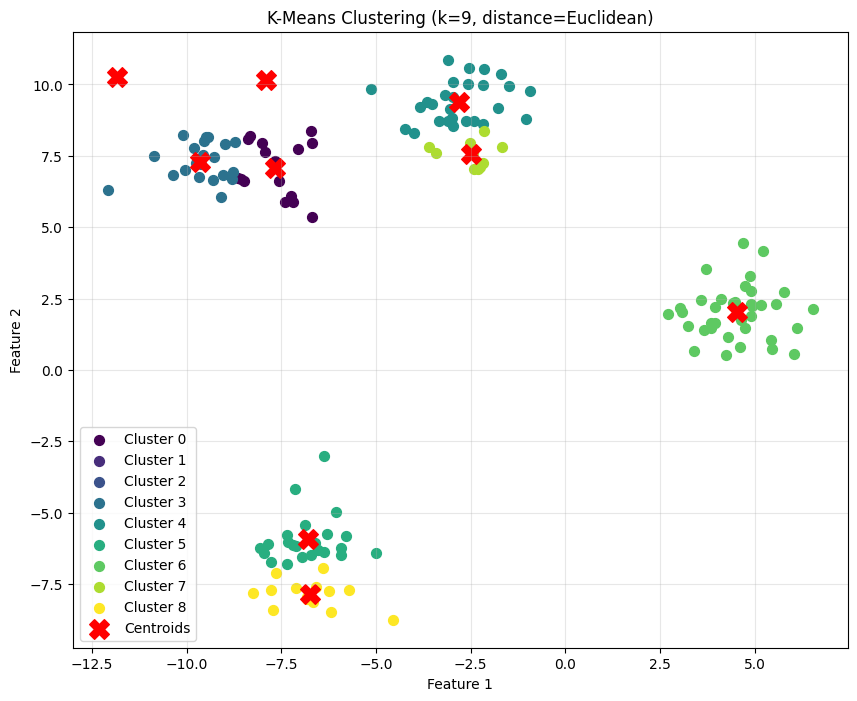 K-Means Clustering (k=9, distance=Euclidean)
10.0
7.5
5.0
2.5
0.0
−2.5
−5.0
−7.5
Feature 2
Cluster 0
Cluster 1
Cluster 2
Cluster 3
Cluster 4
Cluster 5
Cluster 6
Cluster 7
Cluster 8
Centroids
−12.5 −10.0 −7.5 −5.0 −2.5 0.0 2.5 5.0
Feature 1